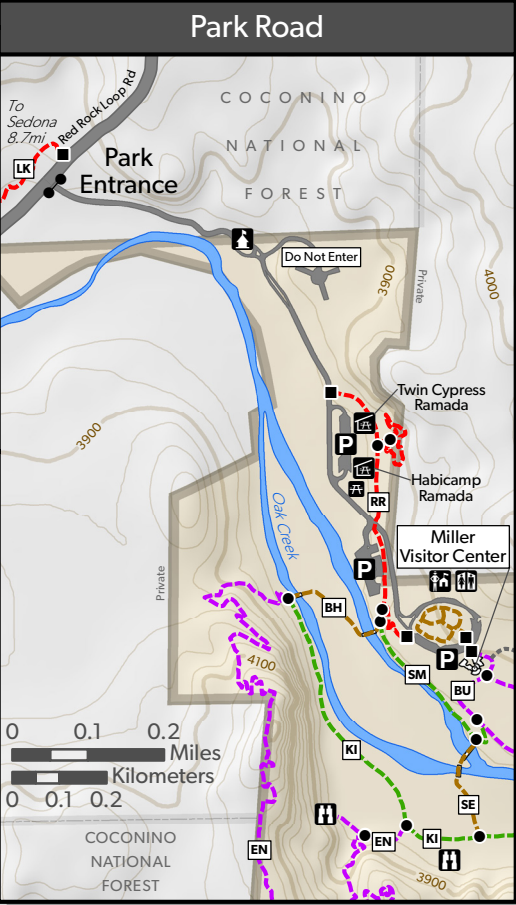 Park Road
To
Sedona
8.7mi
Red Rock Loop Rd
LK
Park
Entrance
COCONINO
NATIONAL
FOREST
Do Not Enter
3900
Private
4000
Twin Cypress
Ramada
3900
P
Habicamp
Ramada
RR
Oak Creek
Miller
Visitor Center
Private
P
BH
4100
P
SM
BU
0 0.1 0.2
Miles
Kilometers
0 0.1 0.2
KI
SE
COCONINO
NATIONAL
FOREST
EN
EN
KI
3900